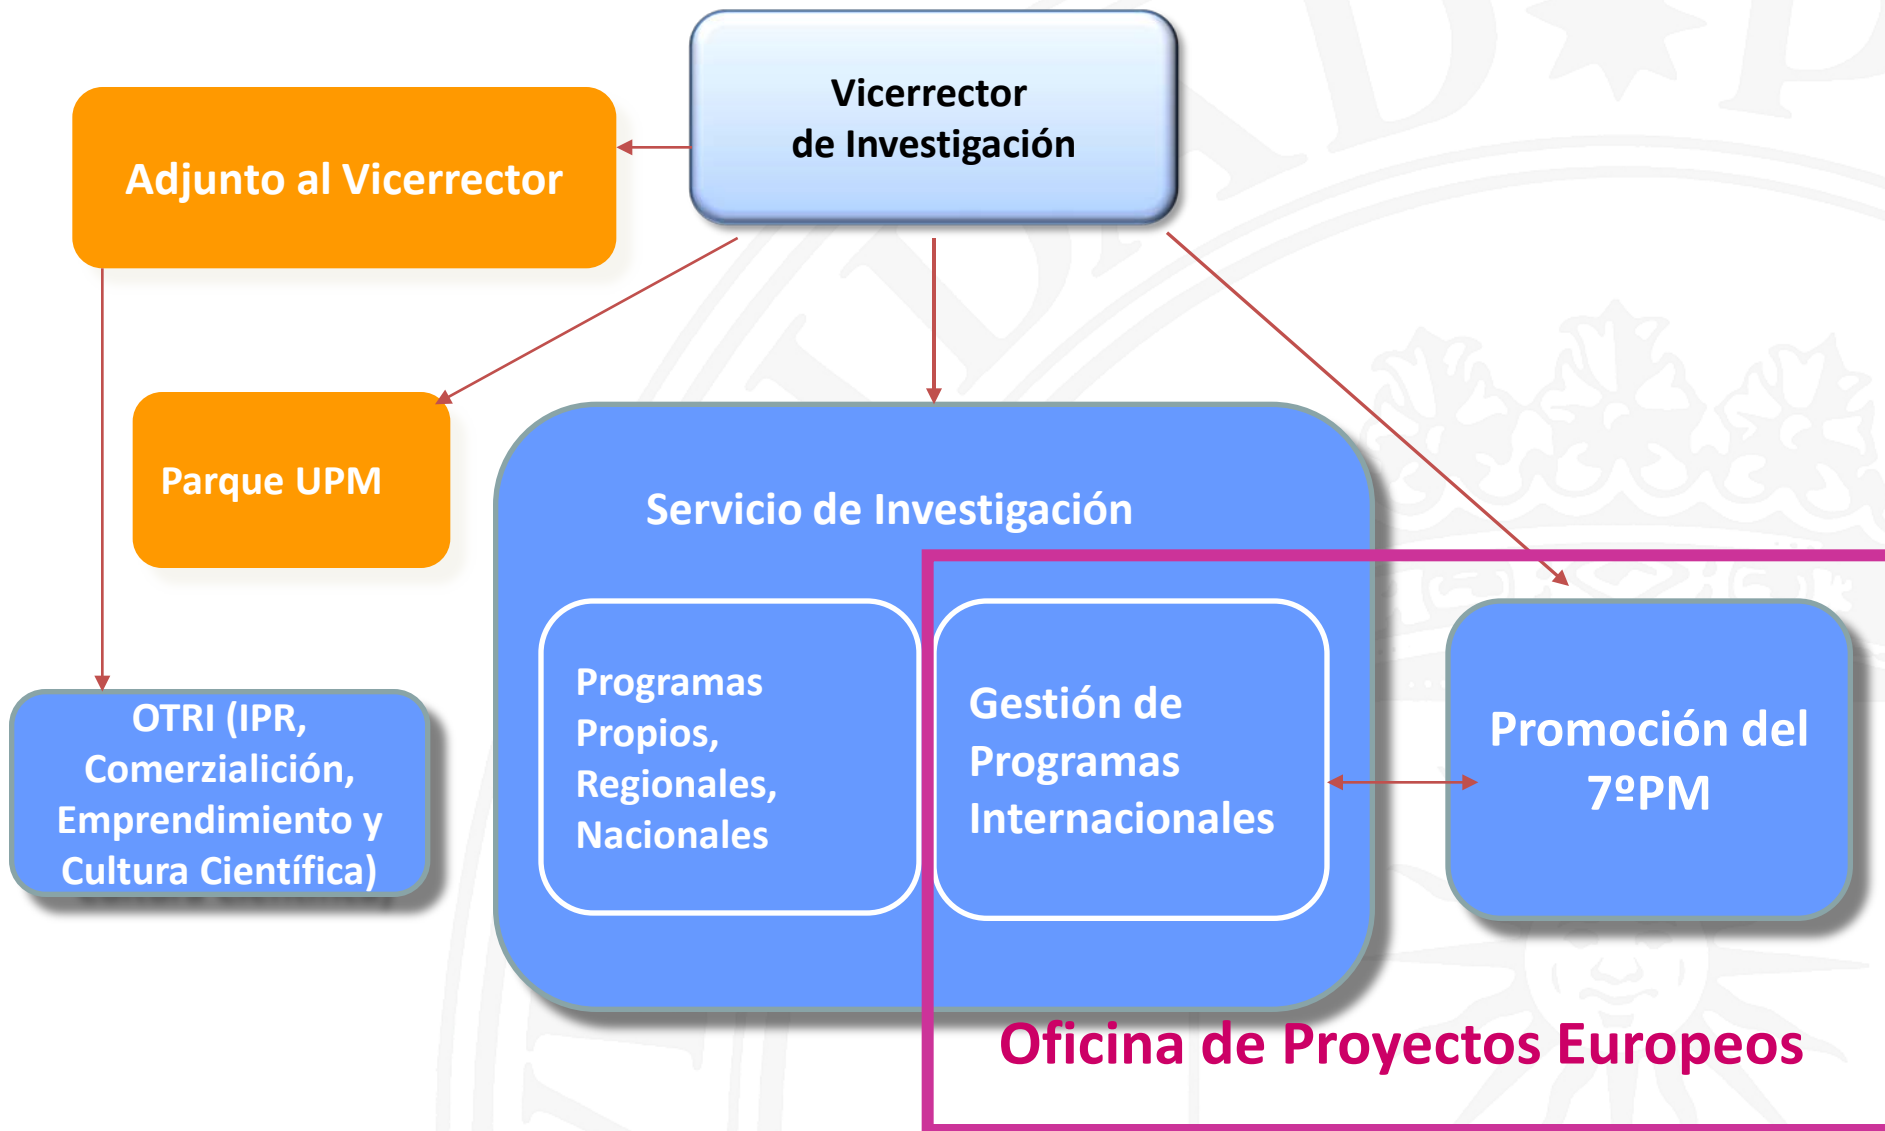 Vicerrector
de Investigación
Adjunto al Vicerrector
Parque UPM
Servicio de Investigación
Programas
Propios,
Regionales,
Nacionales
Gestión de
Programas
Internacionales
Promoción del
7ºPM
OTRI (IPR,
Comerzialición,
Emprendimiento y
Cultura Científica)
Oficina de Proyectos Europeos